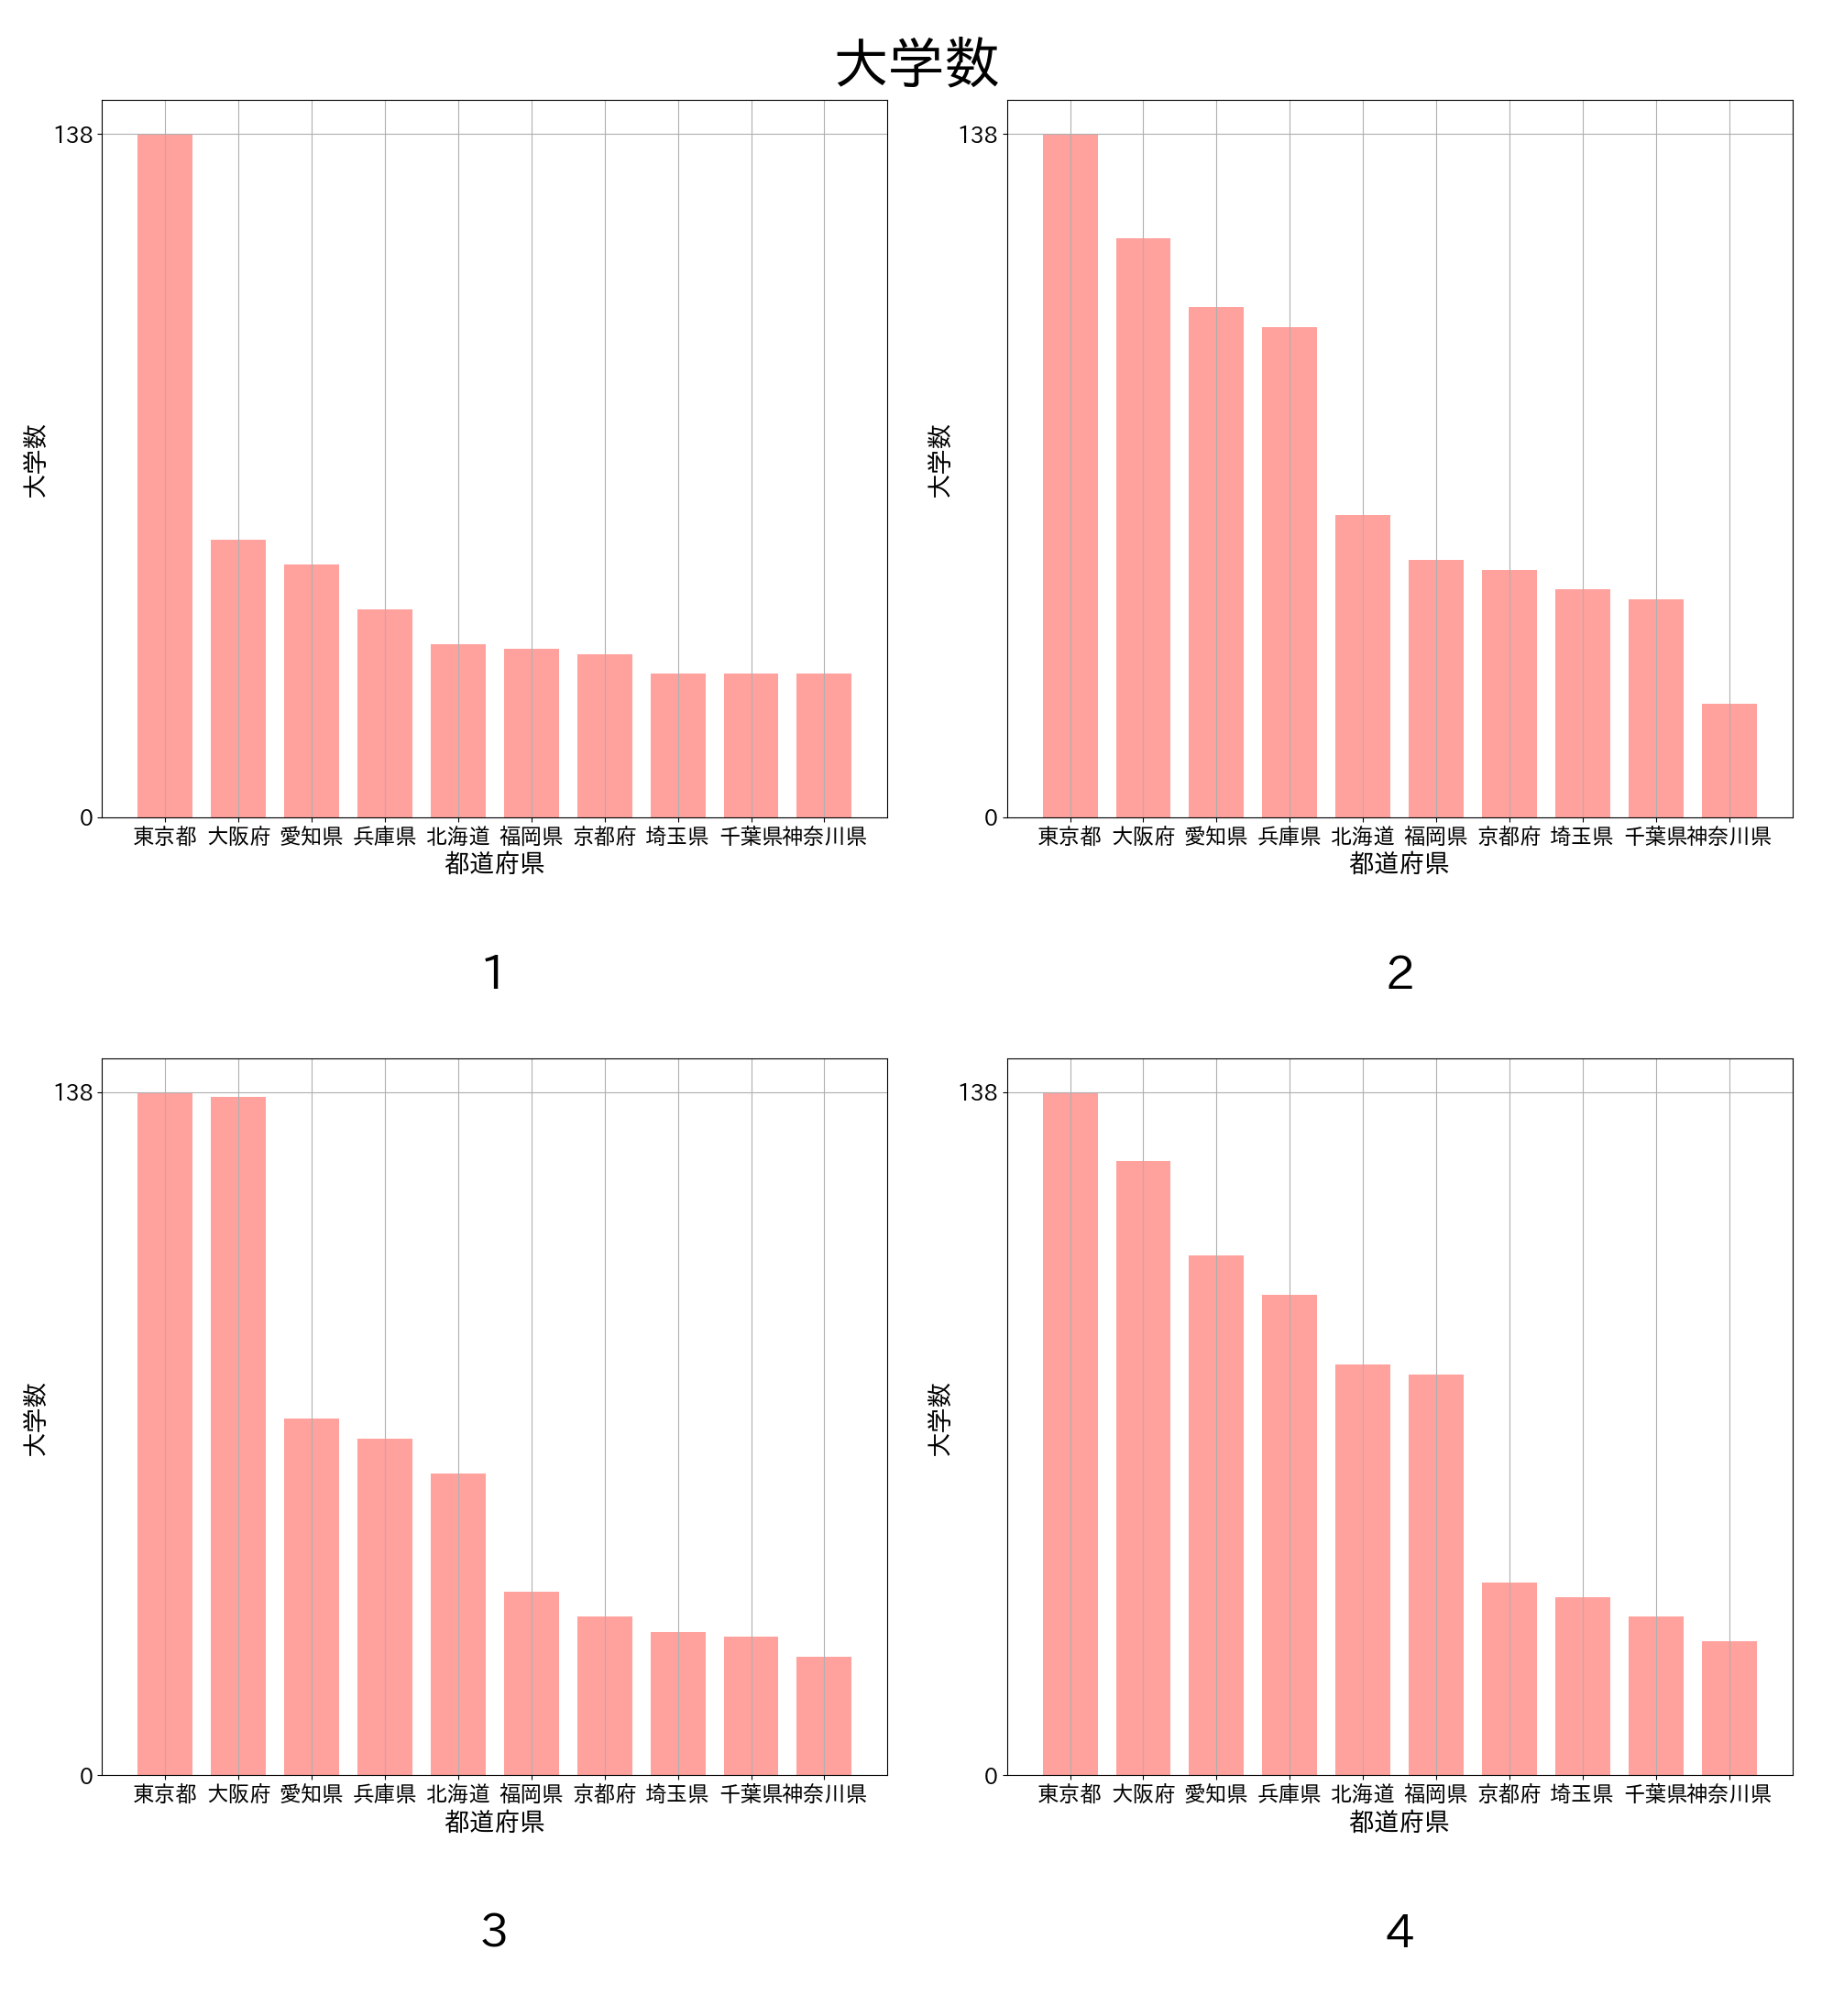 大学数
138
0
大学数
東京都 大阪府 愛知県 兵庫県 北海道 福岡県 京都府 埼玉県 千葉県 神奈川県
都道府県
1
138
0
大学数
東京都 大阪府 愛知県 兵庫県 北海道 福岡県 京都府 埼玉県 千葉県 神奈川県
都道府県
2
138
0
大学数
東京都 大阪府 愛知県 兵庫県 北海道 福岡県 京都府 埼玉県 千葉県 神奈川県
都道府県
3
138
0
大学数
東京都 大阪府 愛知県 兵庫県 北海道 福岡県 京都府 埼玉県 千葉県 神奈川県
都道府県
4